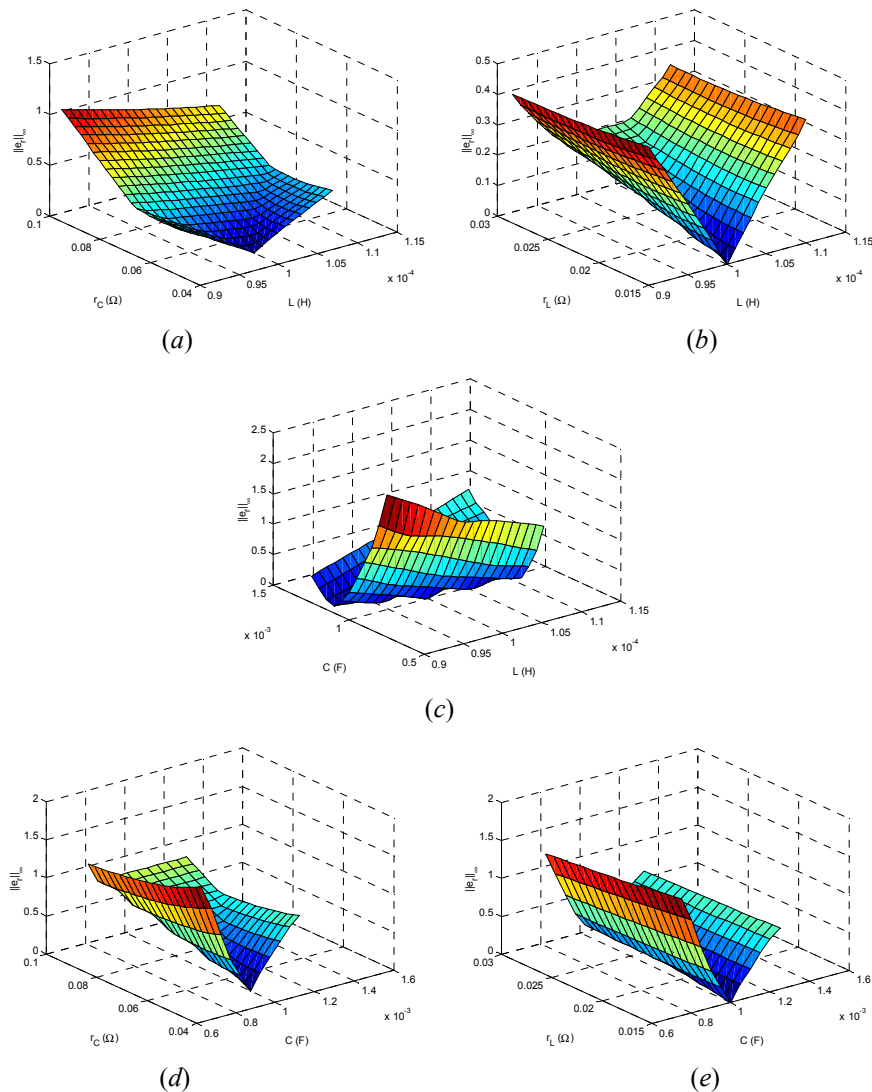 1.5
1
0.5
0
||e_r||_∞
0.1
0.08
0.06
0.04
r_C (Ω)
0.9
0.95
1
1.05
1.1
1.15
x 10^-4
L (H)
(a)
0.5
0.4
0.3
0.2
0.1
0
||e_r||_∞
0.03
0.025
0.02
0.015
r_L (Ω)
0.9
0.95
1
1.05
1.1
1.15
x 10^-4
L (H)
(b)
2.5
2
1.5
1
0.5
0
||e_r||_∞
1.5
1
0.5
x 10^-3
C (F)
0.9
0.95
1
1.05
1.1
1.15
x 10^-4
L (H)
(c)
2
1.5
1
0.5
0
||e_r||_∞
0.1
0.08
0.06
0.04
r_C (Ω)
0.6
0.8
1
1.2
1.4
1.6
x 10^-3
C (F)
(d)
2
1.5
1
0.5
0
||e_r||_∞
0.03
0.025
0.02
0.015
r_L (Ω)
0.6
0.8
1
1.2
1.4
1.6
x 10^-3
C (F)
(e)